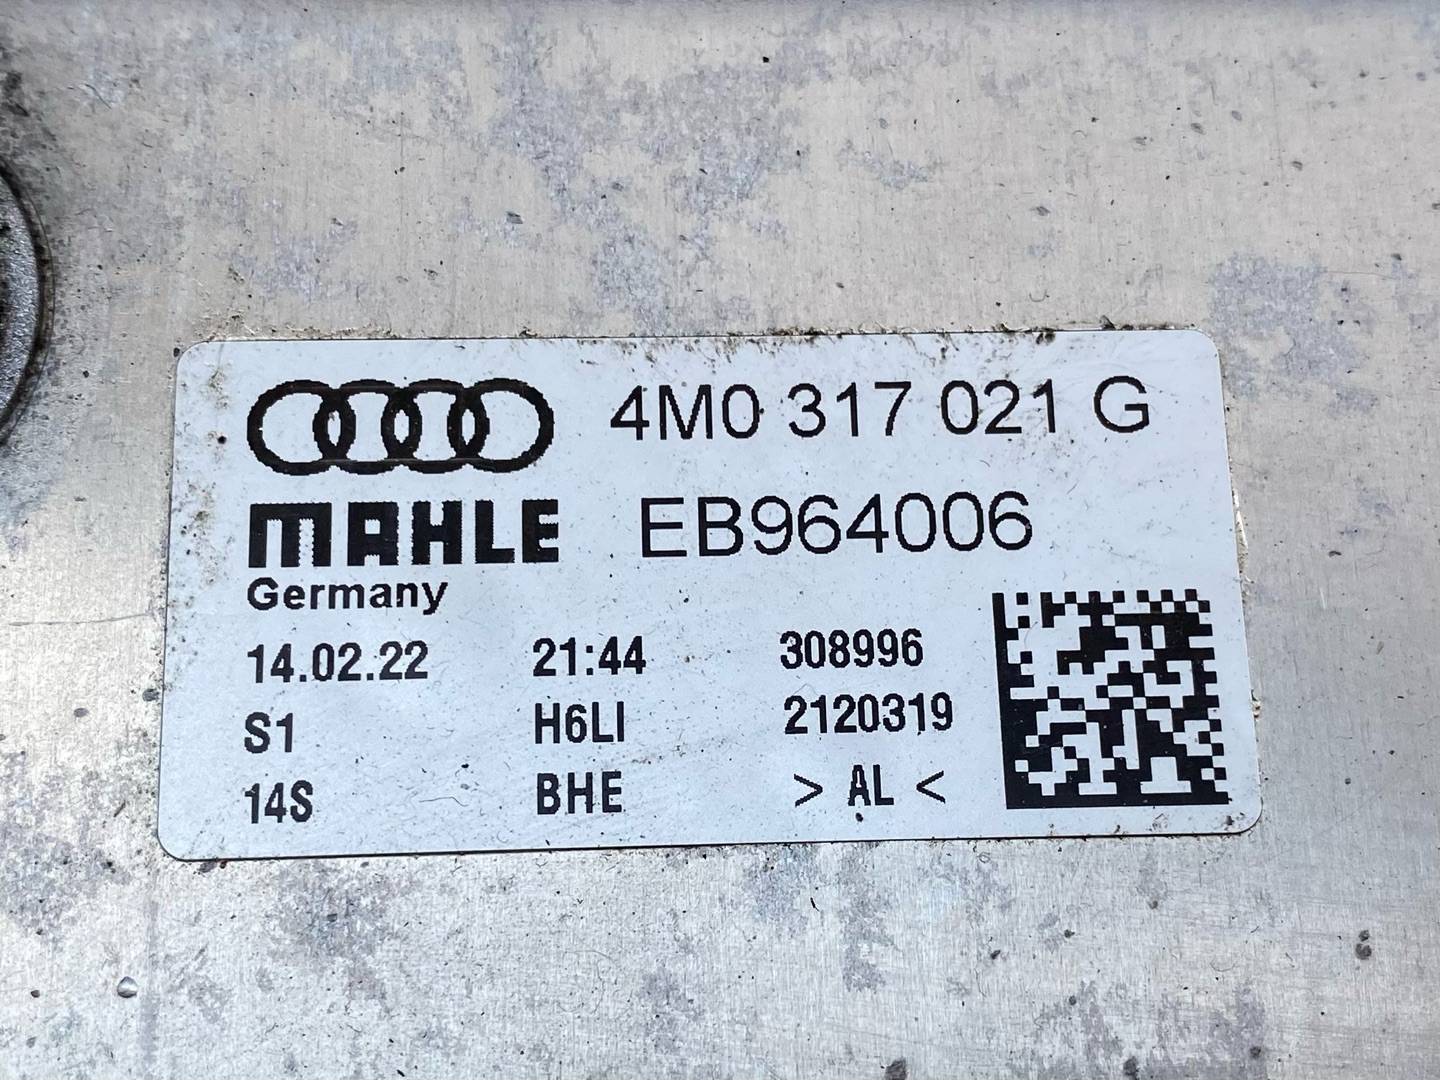 4M0 317 021 G
MAHLE EB964006
Germany
14.02.22 21:44 308996
S1 H6LI 2120319
14S BHE > AL <